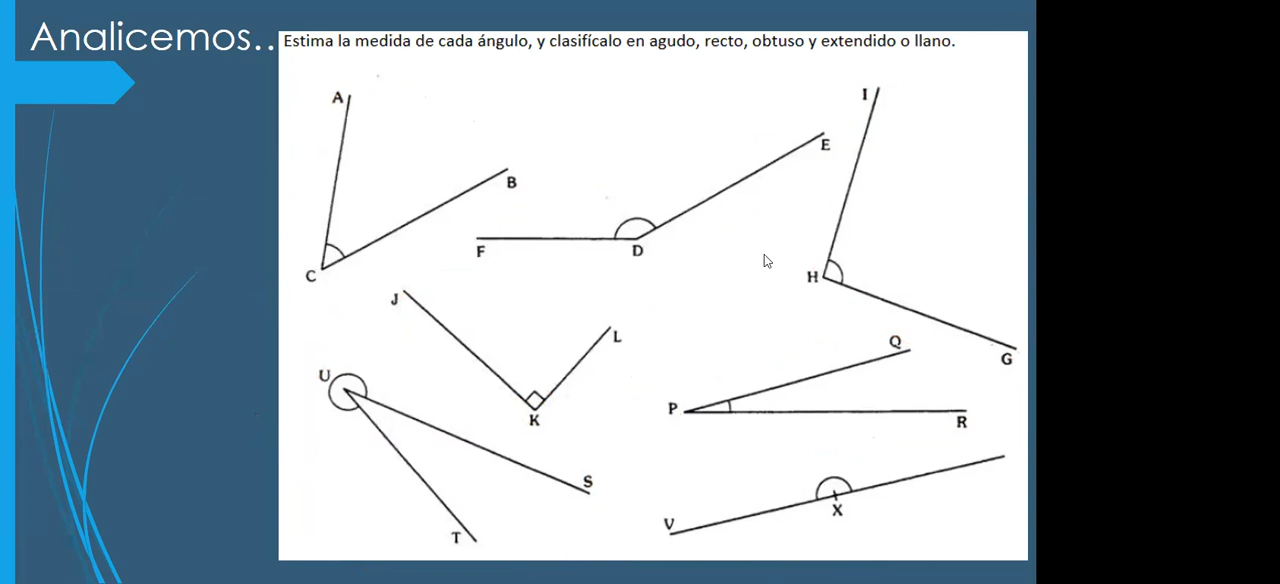 Analicemos..
Estima la medida de cada ángulo, y clasifícalo en agudo, recto, obtuso y extendido o llano.
A
B
C
F
D
E
I
H
G
J
L
K
U
S
T
P
Q
R
V
X